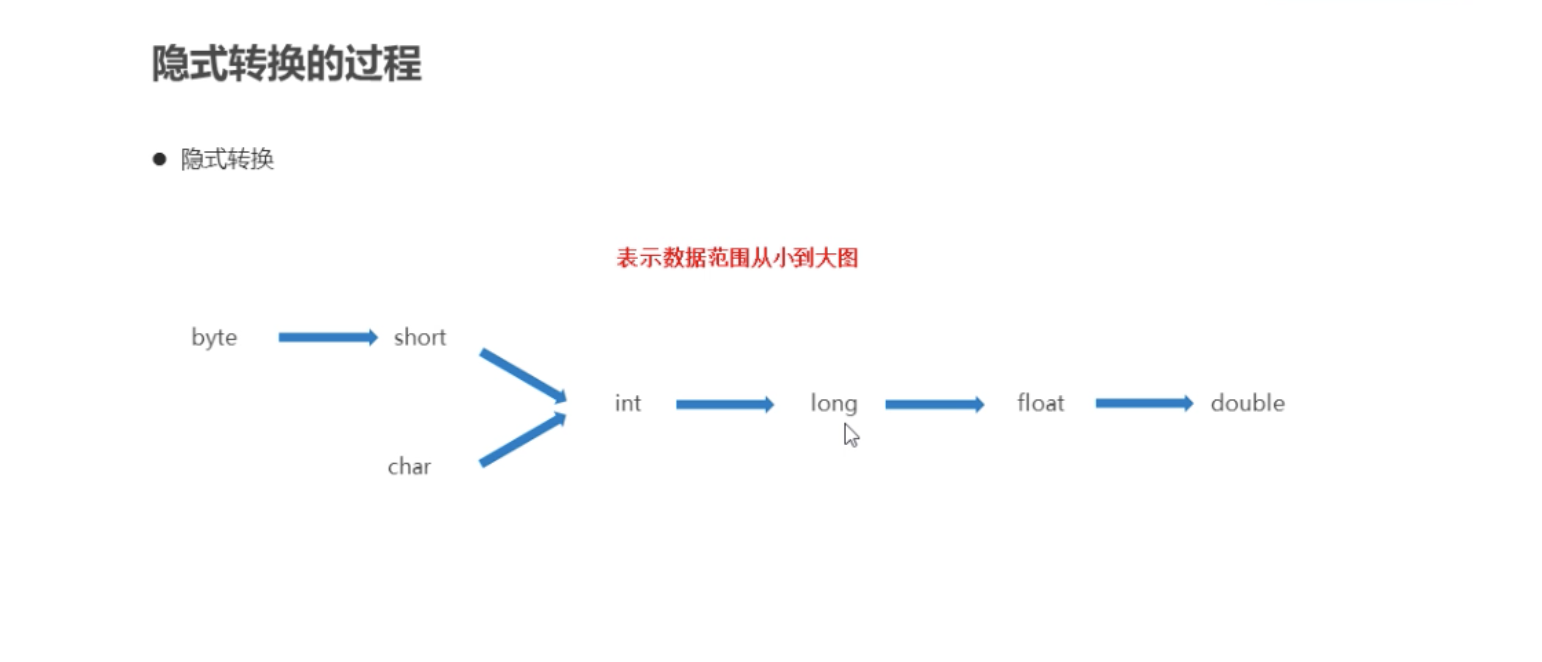 隐式转换的过程
隐式转换
表示数据范围从小到大图
byte short
int long float double
char